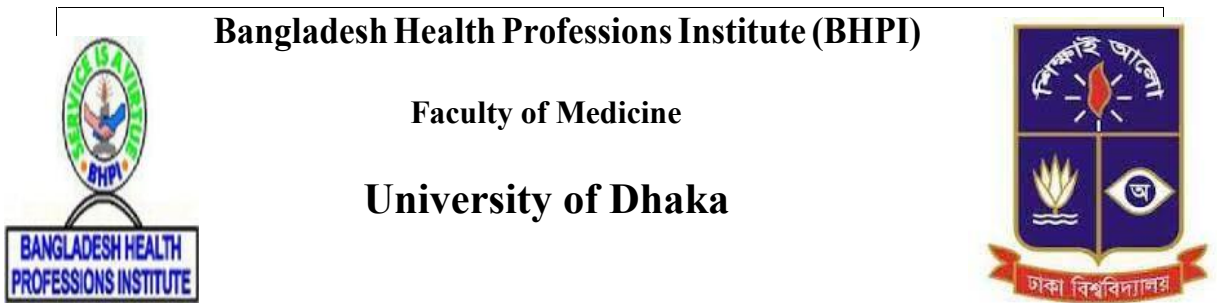 Bangladesh Health Professions Institute (BHPI)
Faculty of Medicine
University of Dhaka
SERVICE IS A VIRTUE
BHPI
BANGLADESH HEALTH
PROFESSIONS INSTITUTE
শিক্ষাই আলো
অ
ঢাকা বিশ্ববিদ্যালয়